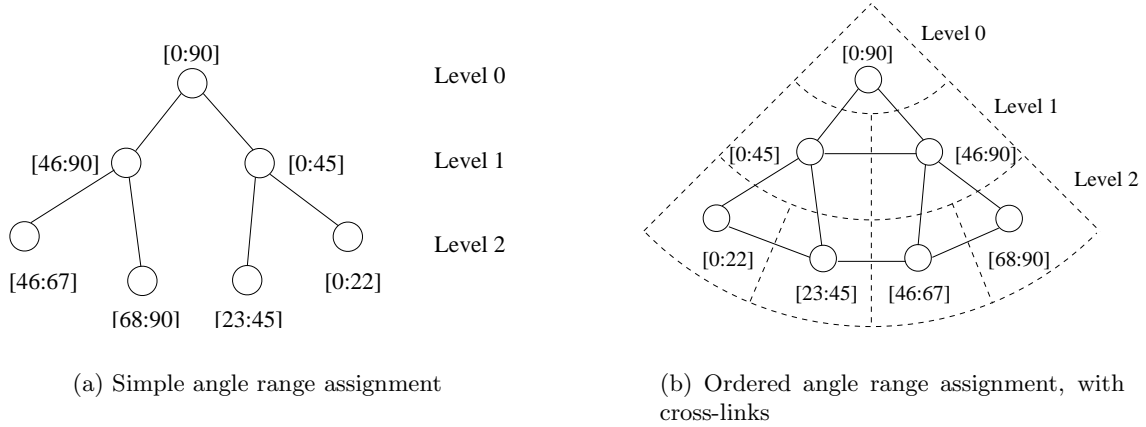 [0:90]
Level 0
[46:90]
[0:45]
Level 1
Level 2
[46:67]
[0:22]
[68:90]
[23:45]
(a) Simple angle range assignment
Level 0
[0:90]
Level 1
[0:45]
[46:90]
Level 2
[0:22]
[68:90]
[23:45]
[46:67]
(b) Ordered angle range assignment, with
cross-links